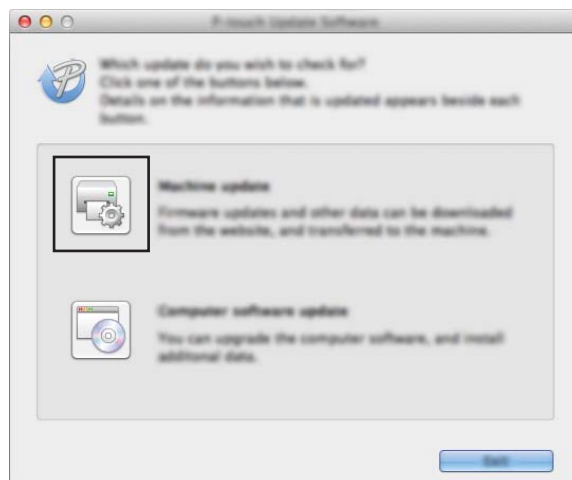 P-touch Update Software
Which update do you wish to check for?
Click one of the buttons below.
Details on the information that is updated appears beside each
button.
Machine update
Firmware updates and other data can be downloaded
from the website, and transferred to the machine.
Computer software update
You can upgrade the computer software, and install
additonal data.
Exit